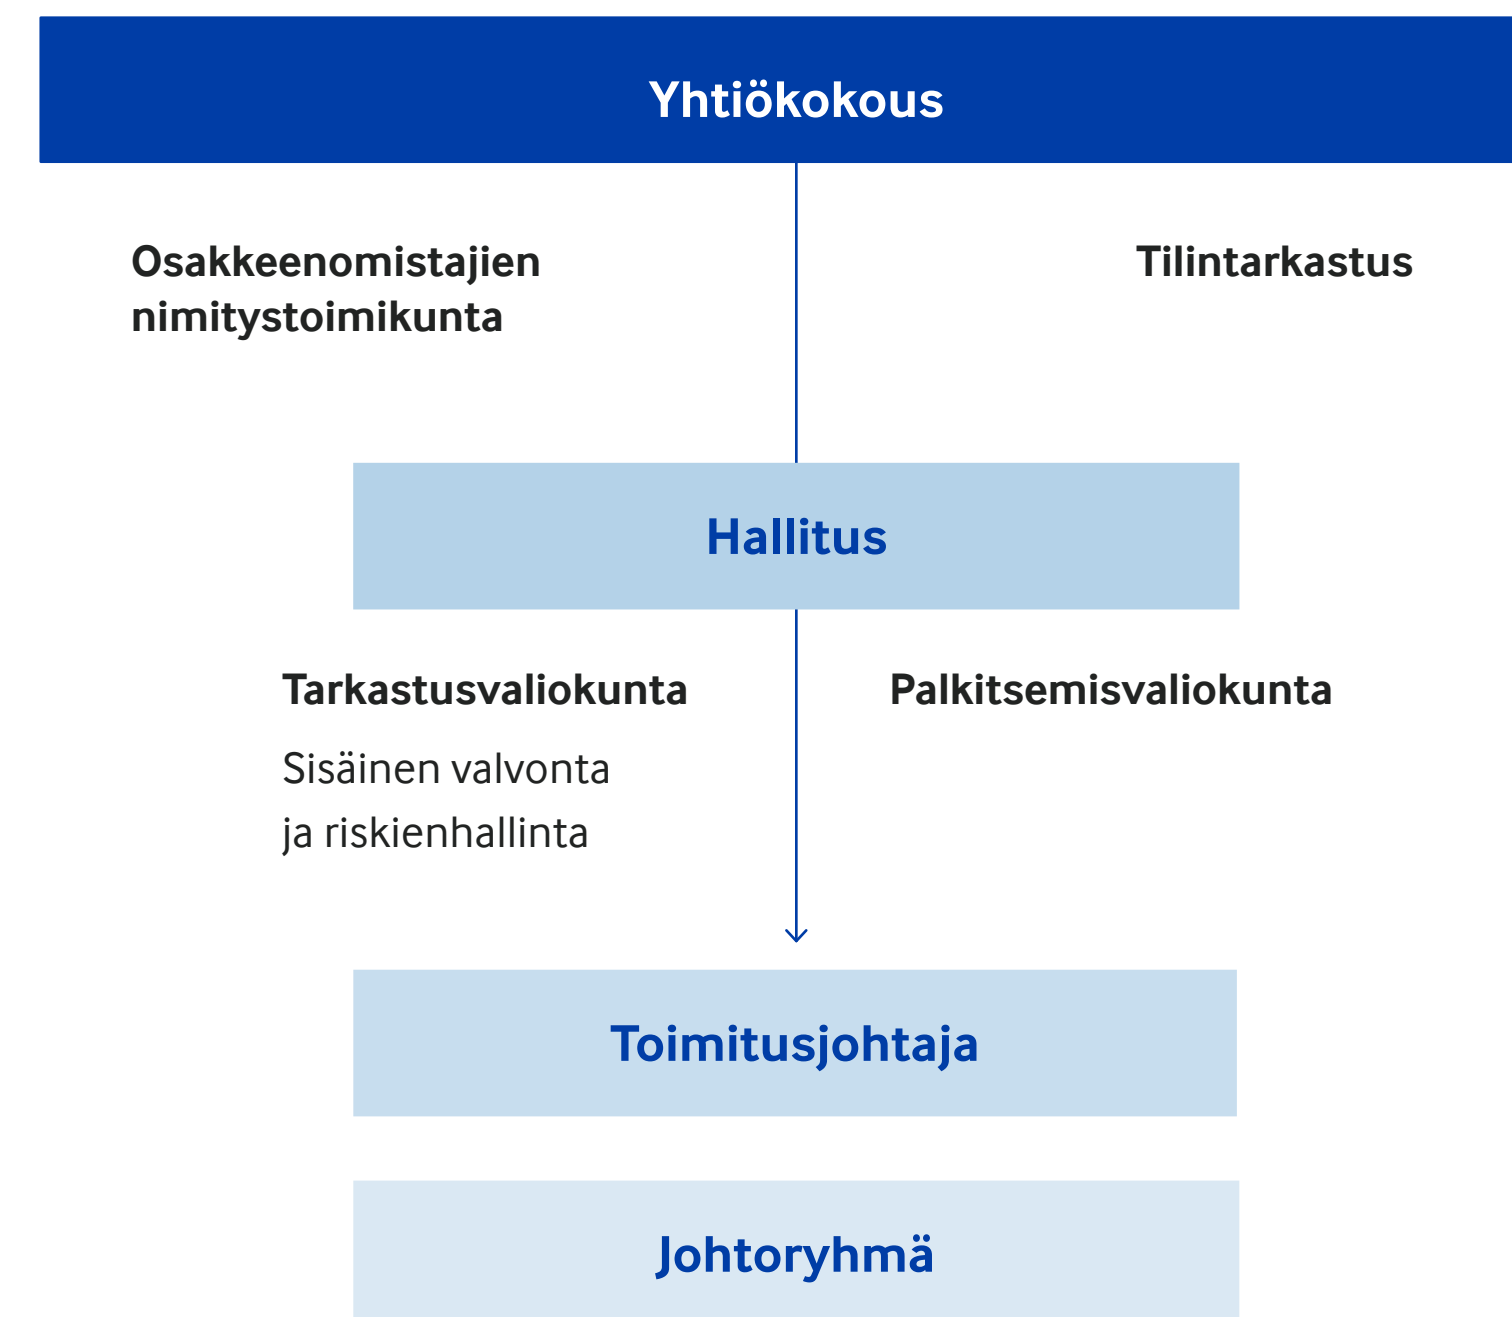 Yhtiökokous
Osakkeenomistajien
nimitystoimikunta
Tilintarkastus
Hallitus
Tarkastusvaliokunta
Sisäinen valvonta
ja riskienhallinta
Palkitsemisvaliokunta
Toimitusjohtaja
Johtoryhmä